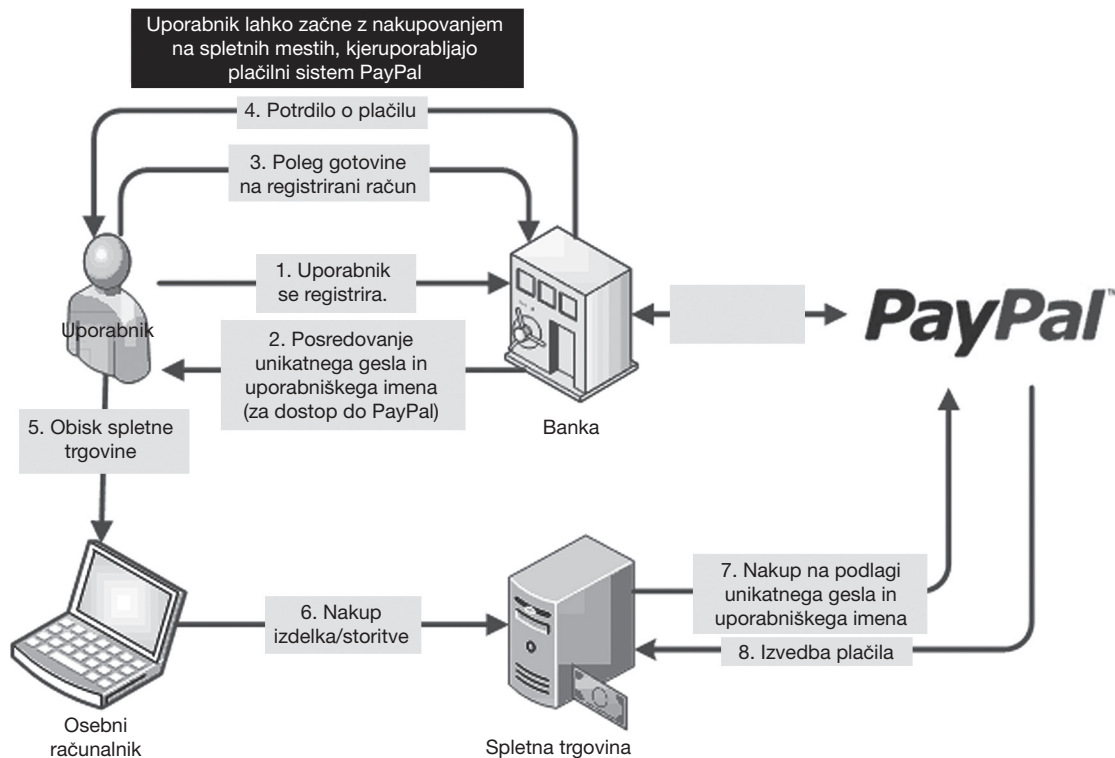 Uporabnik lahko začne z nakupovanjem
na spletnih mestih, kjeruporabljajo
plačilni sistem PayPal
4. Potrdilo o plačilu
3. Poleg gotovine
na registrirani račun
1. Uporabnik
se registrira.
Uporabnik
2. Posredovanje
unikatnega gesla in
uporabniškega imena
(za dostop do PayPal)
Banka
PayPal™
5. Obisk spletne
trgovine
6. Nakup
izdelka/storitve
7. Nakup na podlagi
unikatnega gesla in
uporabniškega imena
8. Izvedba plačila
Osebni
računalnik
Spletna trgovina